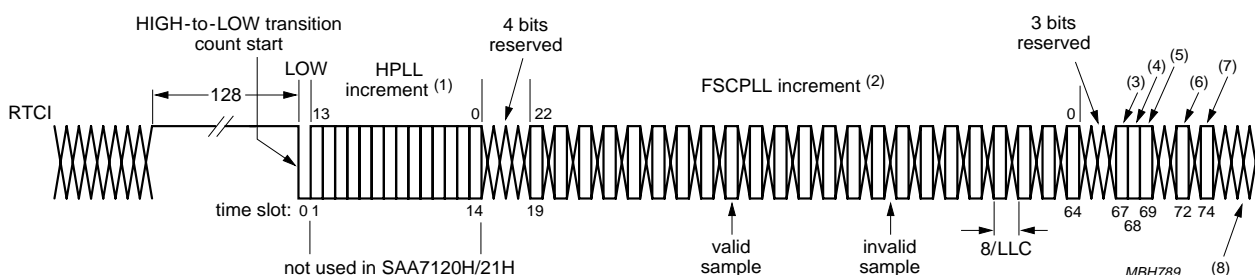 HIGH-to-LOW transition
count start
4 bits
reserved
3 bits
reserved
(3)
(4)
(5)
(6)
(7)
LOW
HPLL
increment (1)
FSCPLL increment (2)
128
RTCI
13
0
22
0
time slot:
0 1
14
19
64
67
68
69
72
74
not used in SAA7120H/21H
valid
sample
invalid
sample
8/LLC
MBH789
(8)